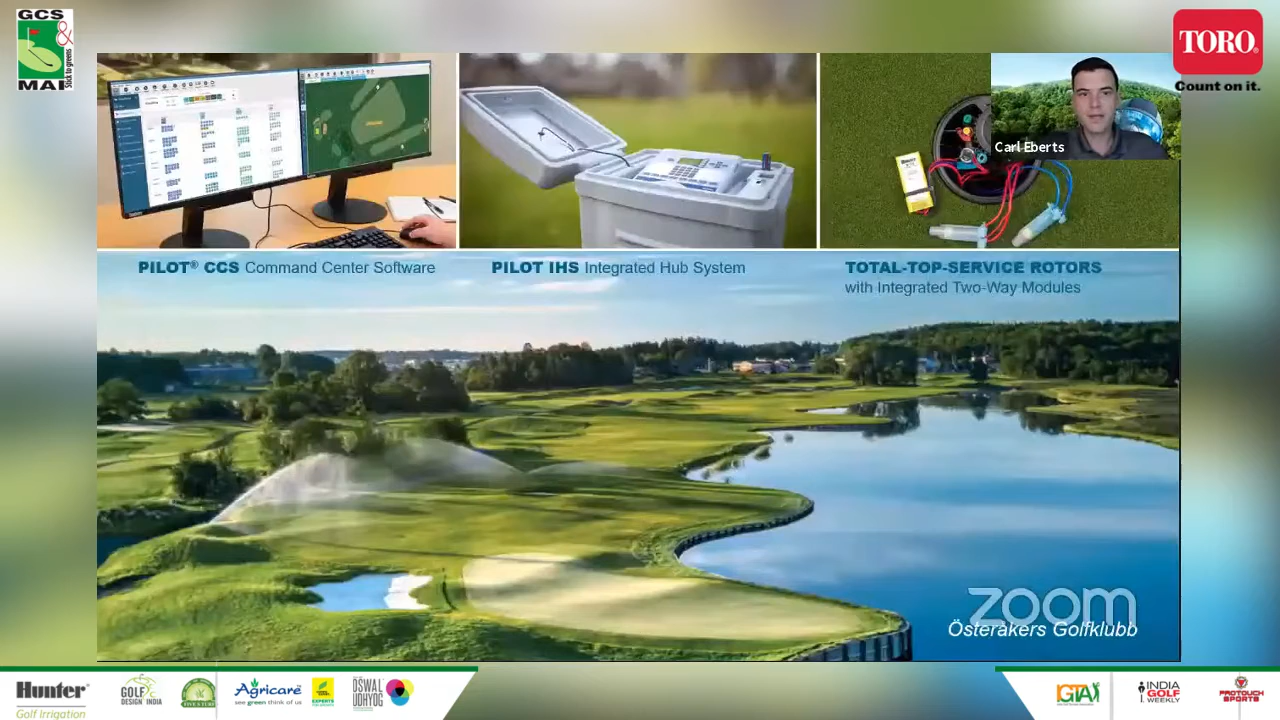 GCS
&
MAI
Stick to greens
TORO.
Count on it.
Carl Eberts
PILOT® CCS Command Center Software
PILOT IHS Integrated Hub System
TOTAL-TOP-SERVICE ROTORS
with Integrated Two-Way Modules
zoom
Österåkers Golfklubb
Hunter®
Golf Irrigation
GOLF DESIGN INDIA
Agricare™
see green think of us
EXPERTS
OSWAL
UDHYOG
GIA
INDIA
GOLF
WEEKLY
PROTOUCH
SPORTS